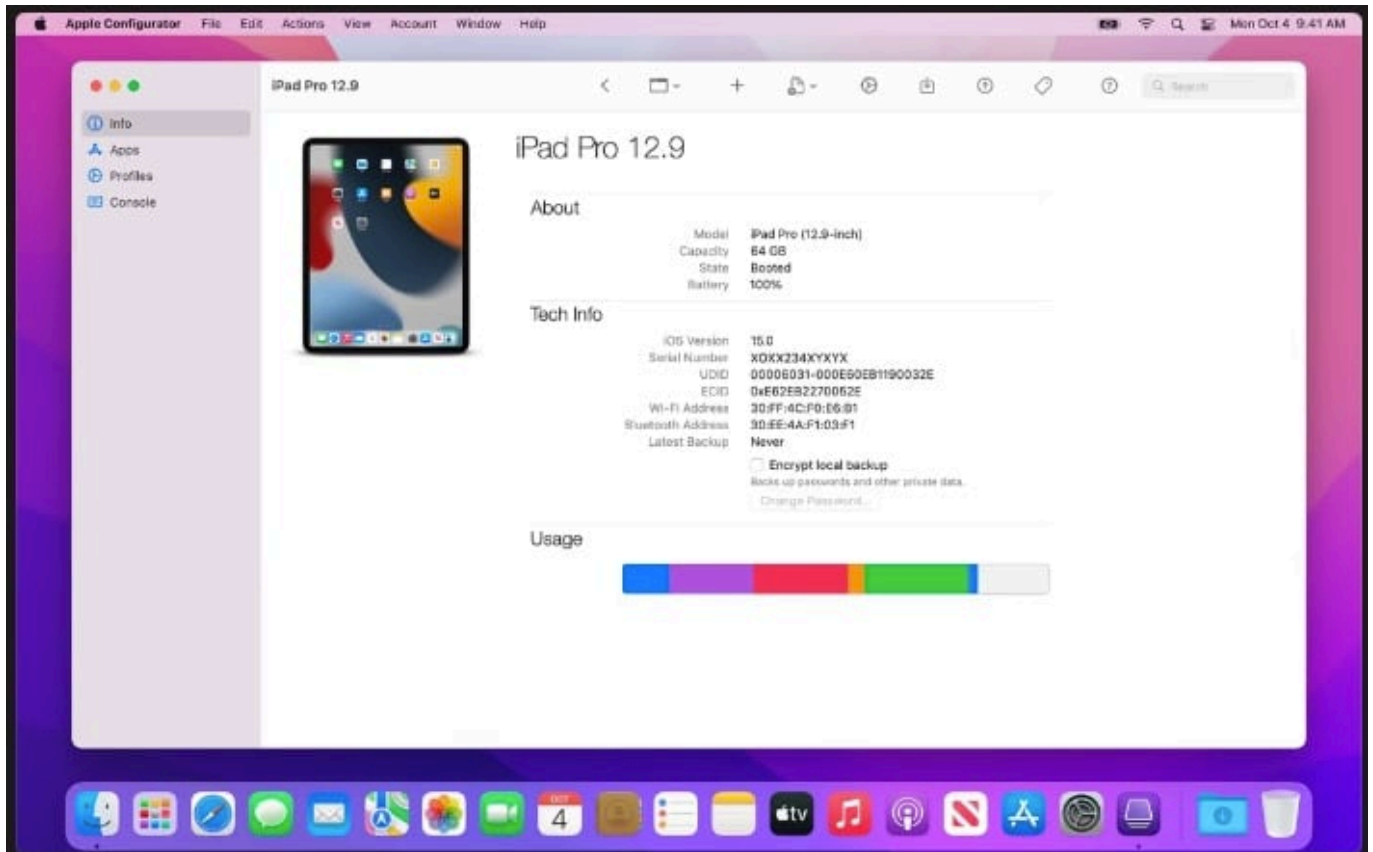 Apple Configurator File Edit Actions View Account Window Help Mon Oct 4 9:41 AM
iPad Pro 12.9
Search
Info
Apps
Profiles
Console
iPad Pro 12.9
About
Model iPad Pro (12.9-inch)
Capacity 64 GB
State Booted
Battery 100%
Tech Info
iOS Version 15.0
Serial Number X0XX234XYXYX
UDID 00006031-000E60EB1190032E
ECID 0xE62EB2270062E
Wi-Fi Address 30:FF:4C:F0:E6:B1
Bluetooth Address 30:EE:4A:F1:03:F1
Latest Backup Never
Encrypt local backup
Backs up passwords and other private data.
Change Password...
Usage
OCT
4
tv